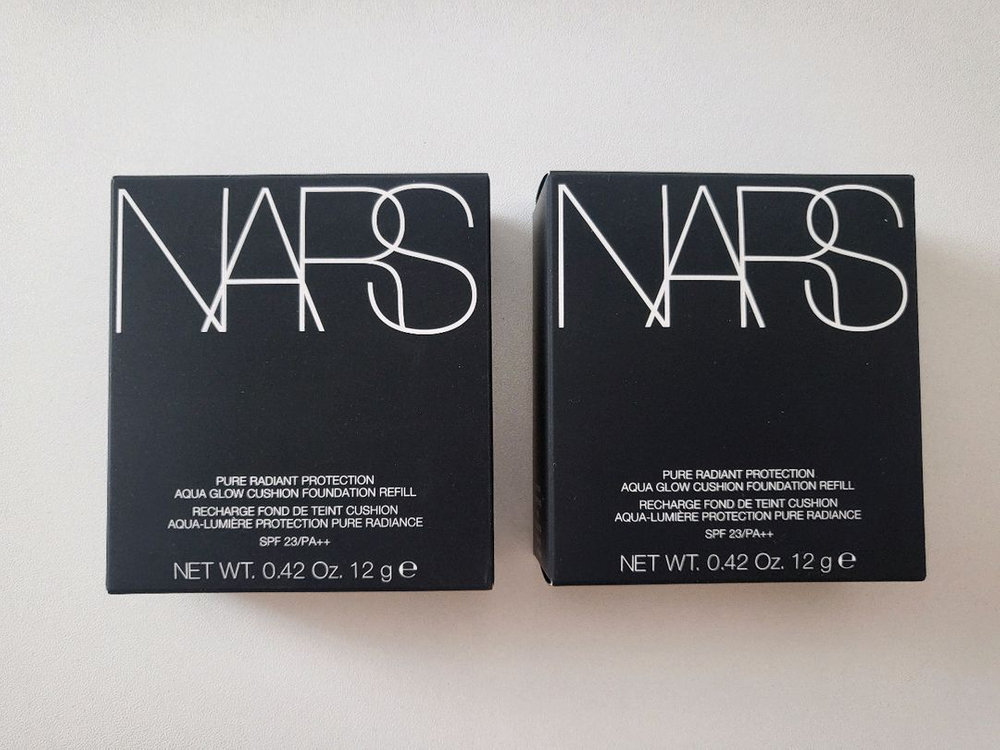 NARS
PURE RADIANT PROTECTION
AQUA GLOW CUSHION FOUNDATION REFILL
RECHARGE FOND DE TEINT CUSHION
AQUA-LUMIÈRE PROTECTION PURE RADIANCE
SPF 23/PA++
NET WT. 0.42 Oz. 12 g ℮
NARS
PURE RADIANT PROTECTION
AQUA GLOW CUSHION FOUNDATION REFILL
RECHARGE FOND DE TEINT CUSHION
AQUA-LUMIÈRE PROTECTION PURE RADIANCE
SPF 23/PA++
NET WT. 0.42 Oz. 12 g ℮